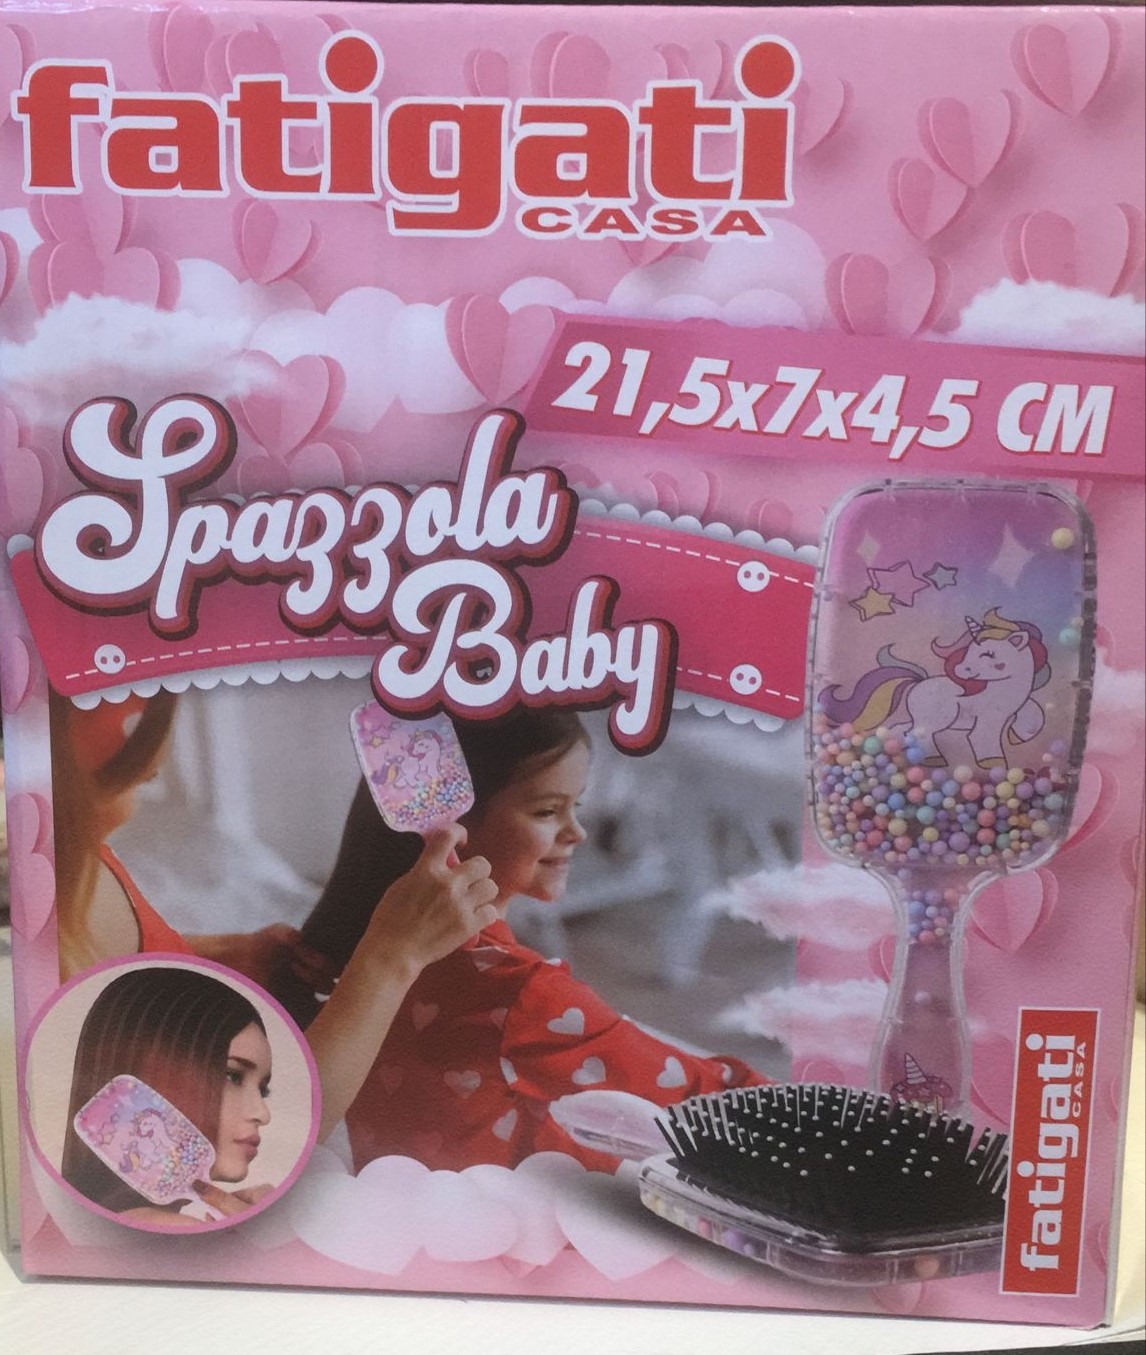 fatigati
CASA
21,5x7x4,5 CM
Spazzola
Baby
fatigati
CASA